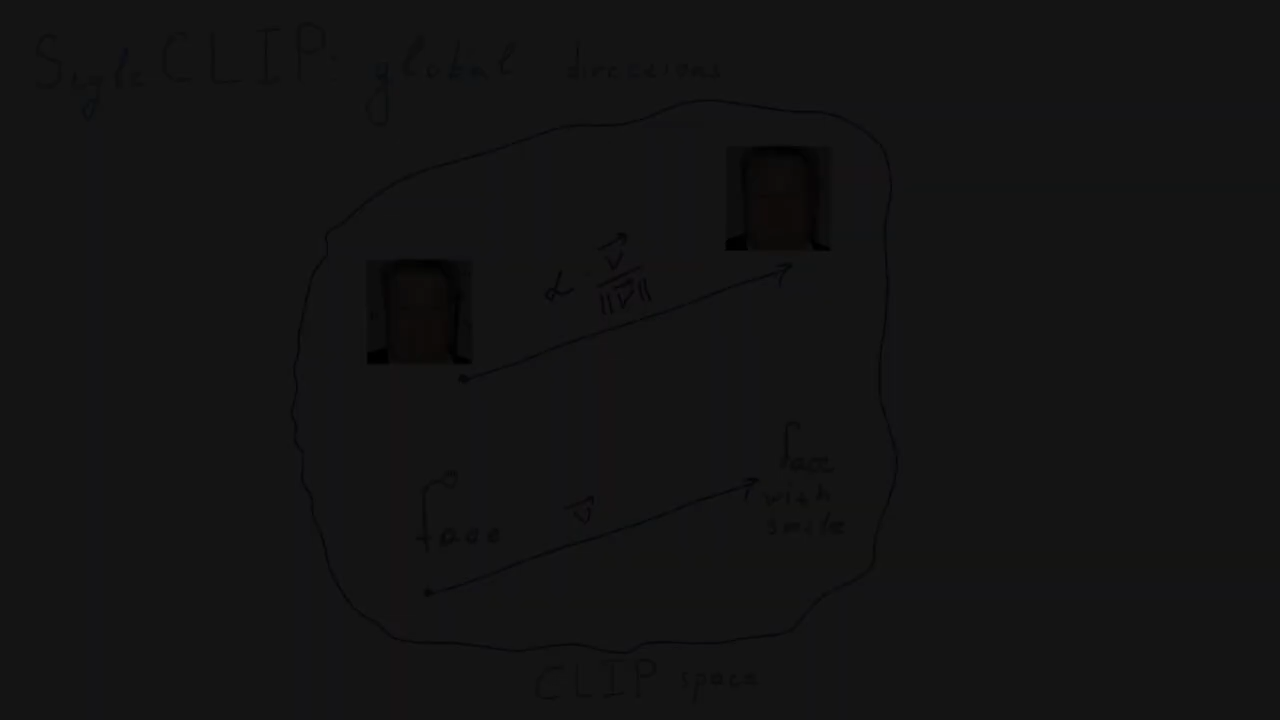 StyleCLIP global directions
α · v⃗
‖v⃗‖
face
with
smile
face
v⃗
CLIP space